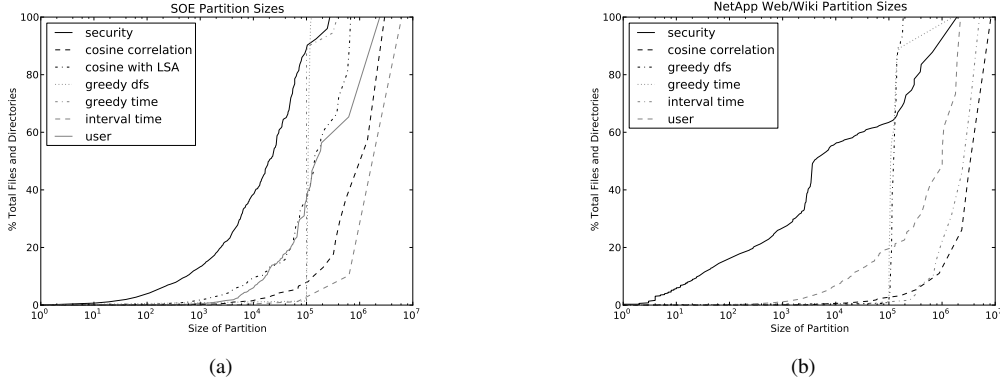 SOE Partition Sizes
% Total Files and Directories
100
80
60
40
20
0
security
cosine correlation
cosine with LSA
greedy dfs
greedy time
interval time
user
10^0 10^1 10^2 10^3 10^4 10^5 10^6 10^7
Size of Partition
(a)
NetApp Web/Wiki Partition Sizes
% Total Files and Directories
100
80
60
40
20
0
security
cosine correlation
greedy dfs
greedy time
interval time
user
10^0 10^1 10^2 10^3 10^4 10^5 10^6 10^7
Size of Partition
(b)